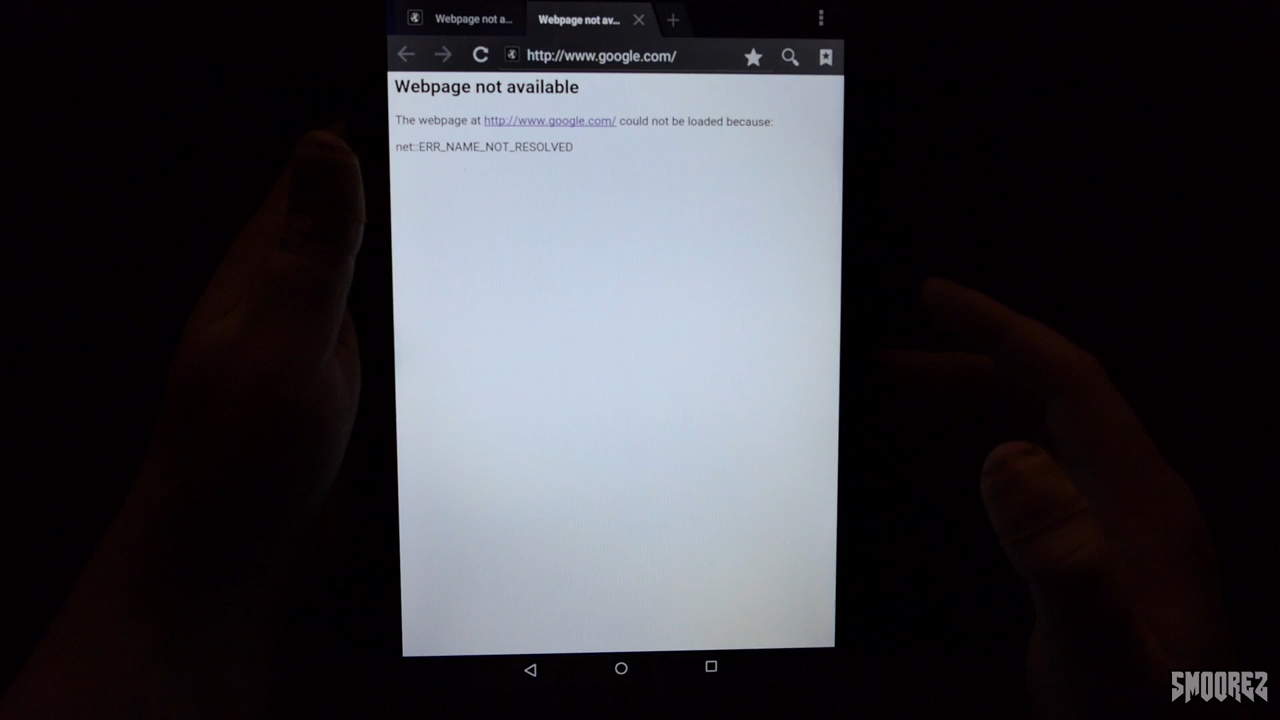 Webpage not a...
Webpage not av...
http://www.google.com/
Webpage not available
The webpage at http://www.google.com/ could not be loaded because:
net::ERR_NAME_NOT_RESOLVED
SMOOREZ